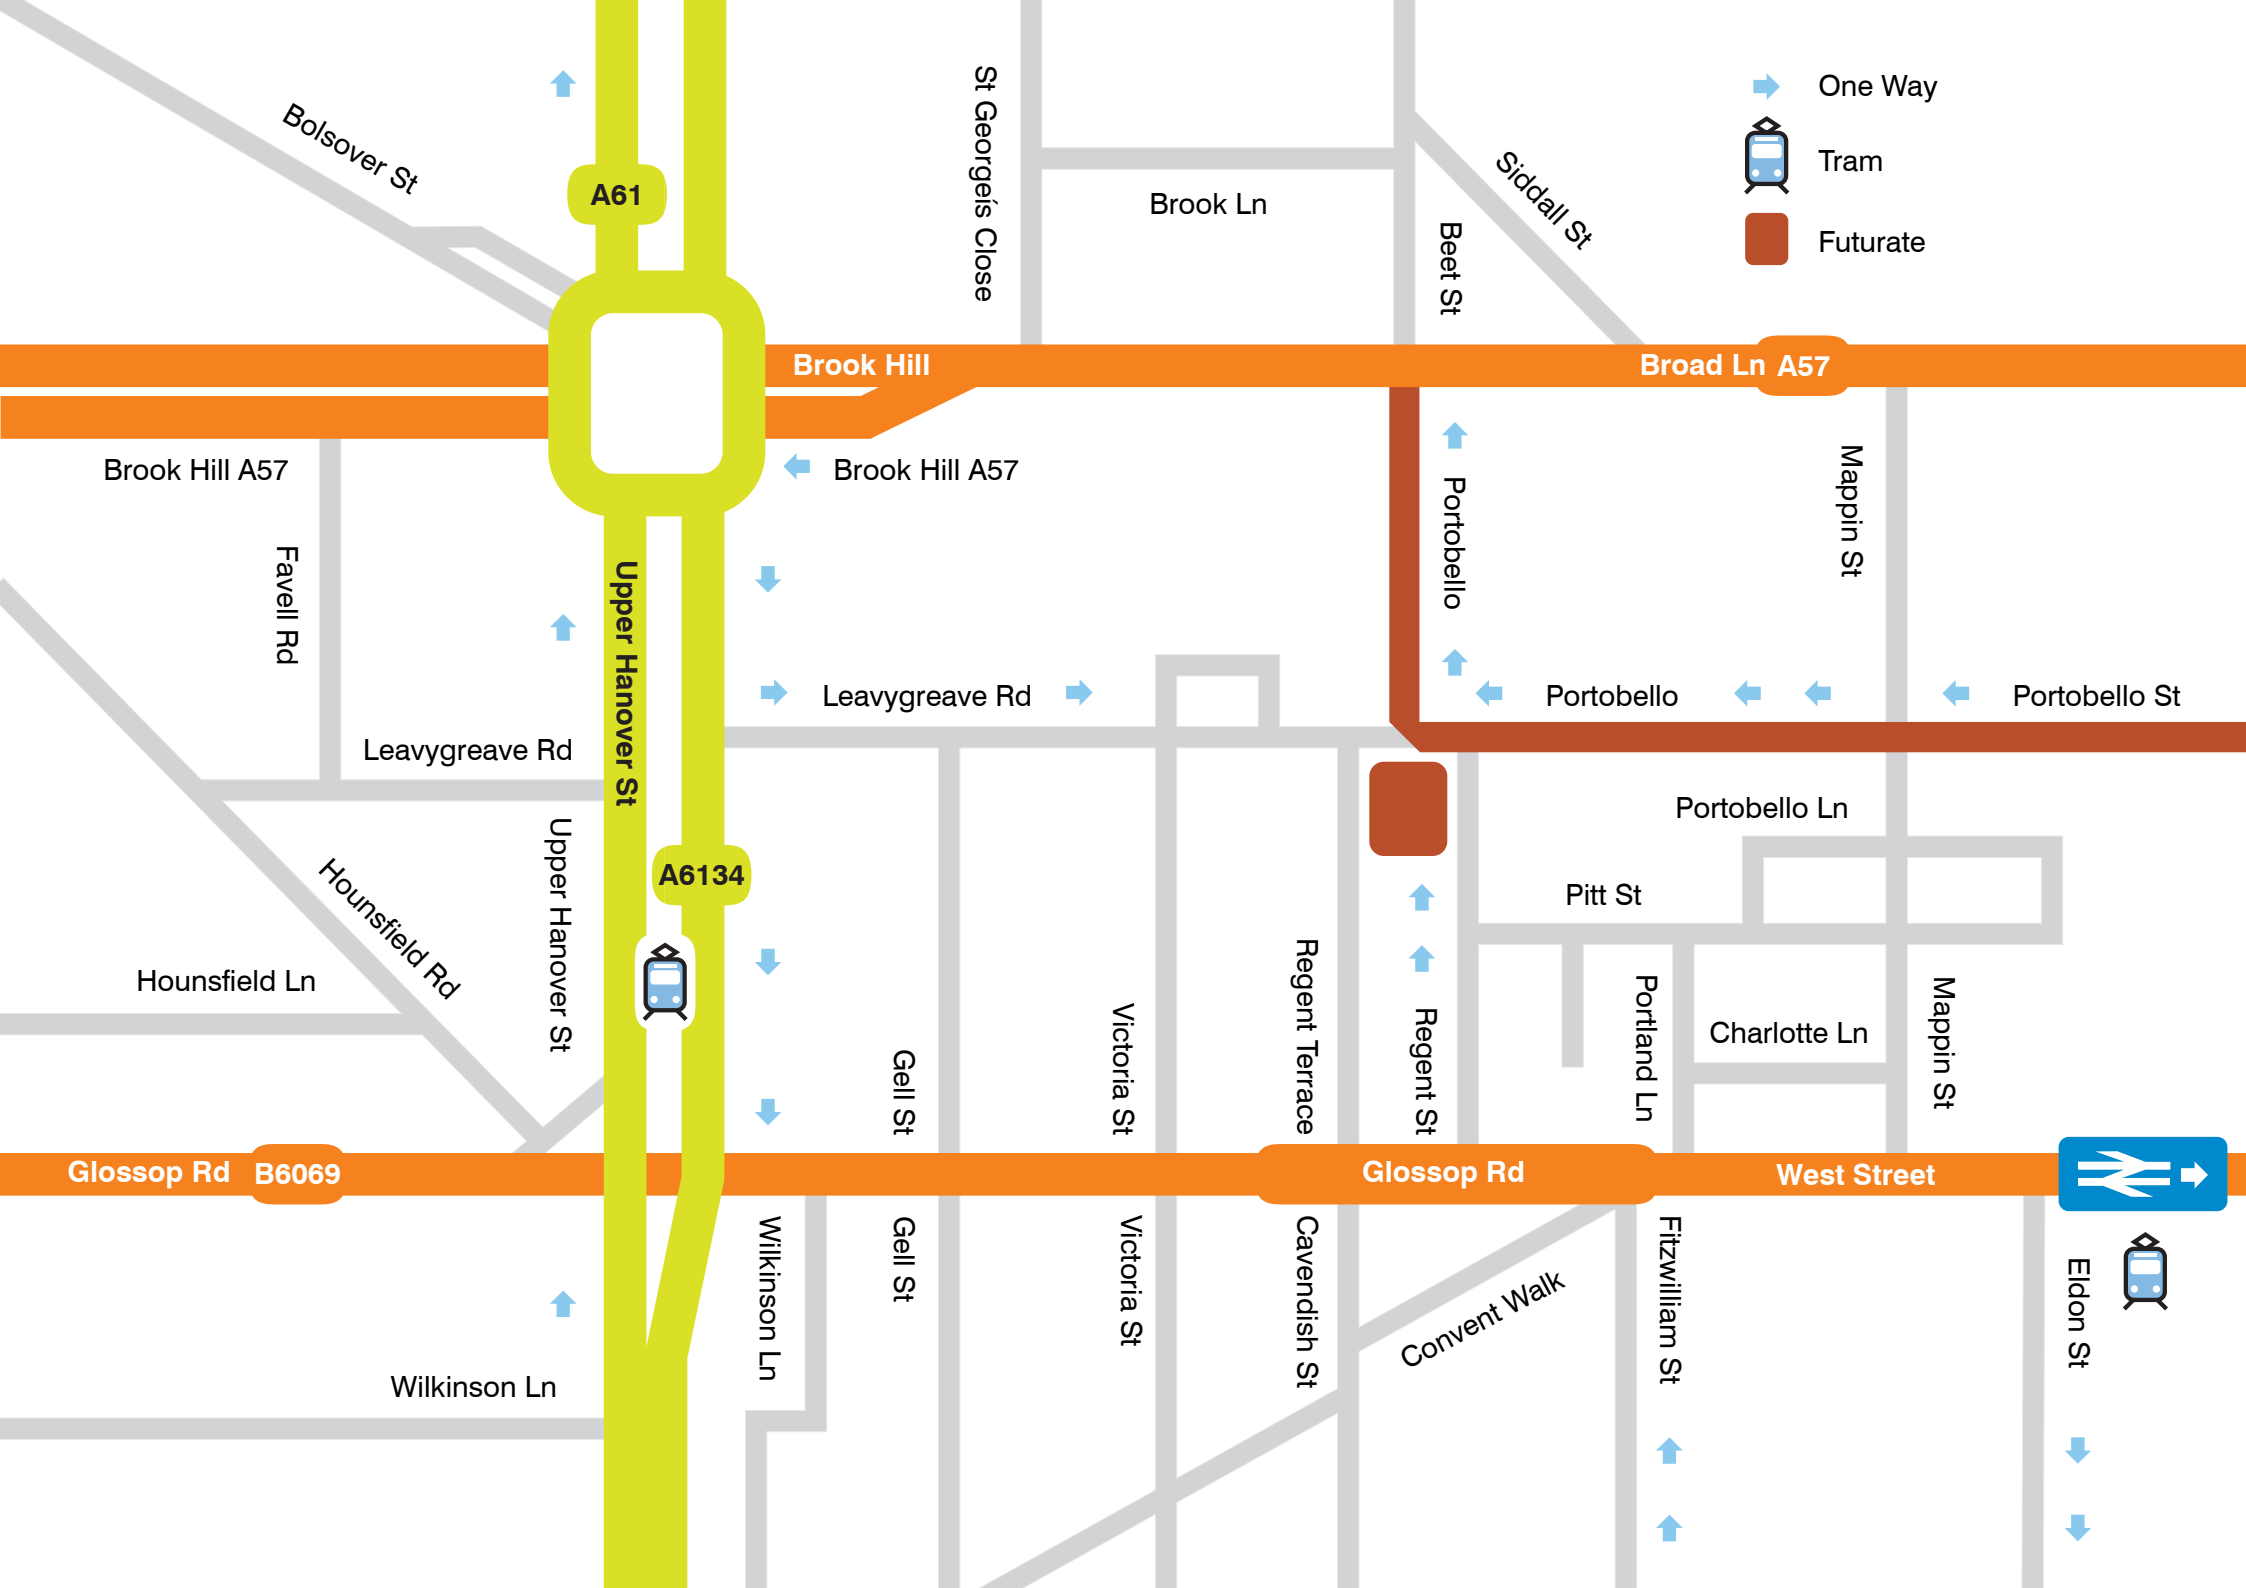 One Way
Tram
Futurate
Bolsover St
A61
St Georgeís Close
Brook Ln
Siddall St
Beet St
Brook Hill
Broad Ln
A57
Brook Hill A57
Brook Hill A57
Favell Rd
Upper Hanover St
Portobello
Mappin St
Leavygreave Rd
Portobello
Portobello St
Leavygreave Rd
Portobello Ln
Upper Hanover St
A6134
Pitt St
Hounsfield Rd
Hounsfield Ln
Gell St
Victoria St
Regent Terrace
Regent St
Portland Ln
Charlotte Ln
Mappin St
Glossop Rd
B6069
Glossop Rd
West Street
Wilkinson Ln
Gell St
Victoria St
Cavendish St
Convent Walk
Fitzwilliam St
Eldon St
Wilkinson Ln